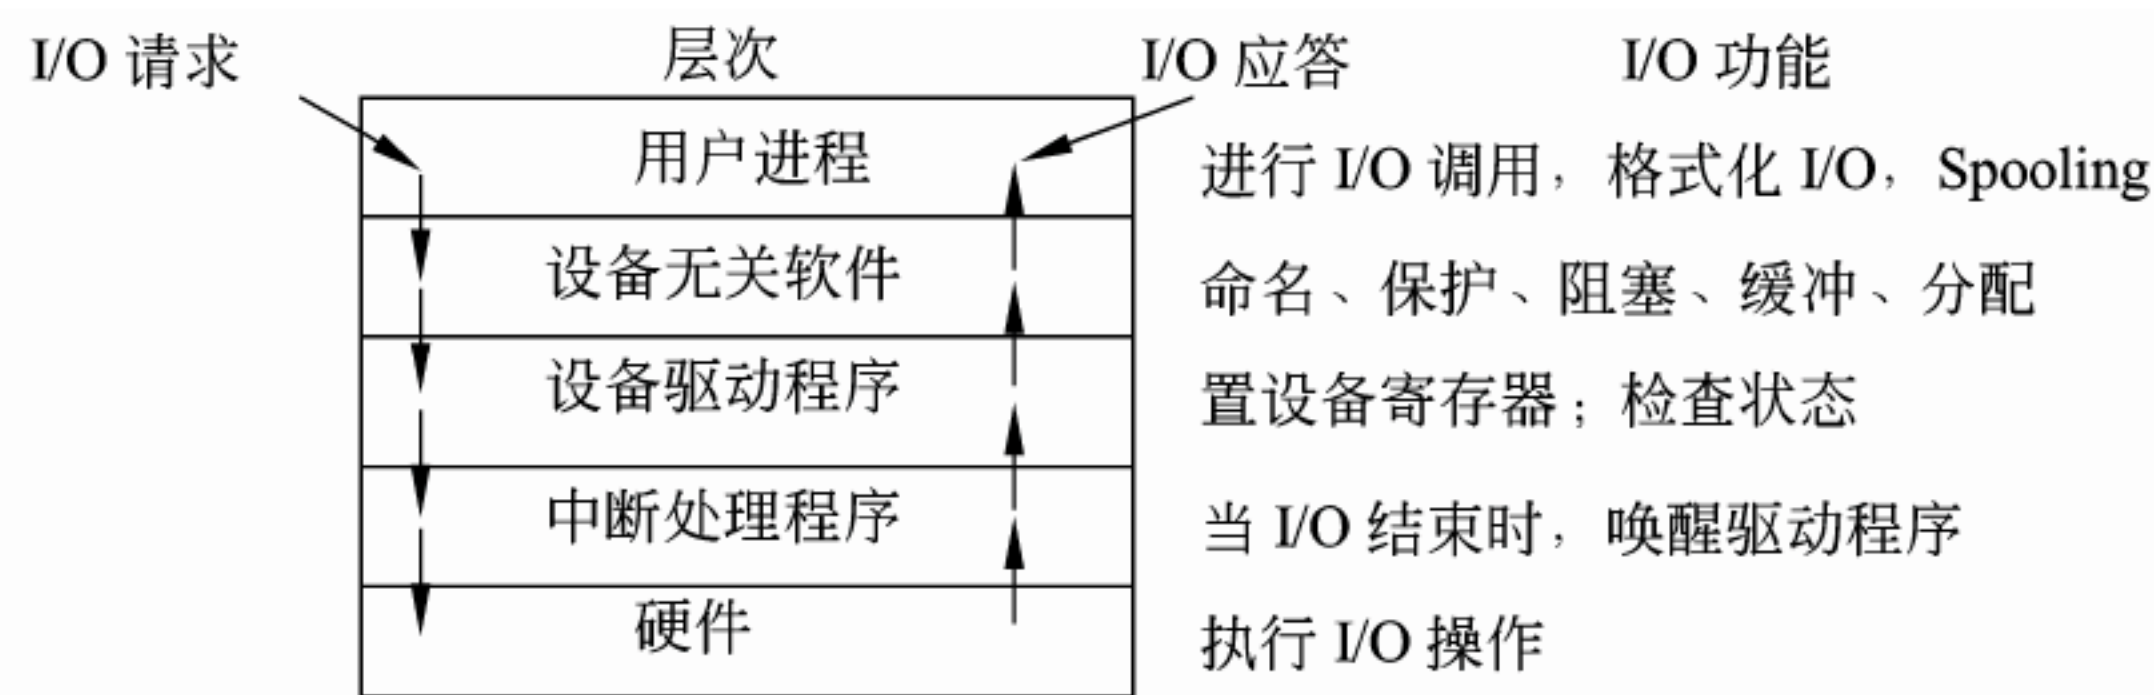 I/O 请求 层次 I/O 应答 I/O 功能
用户进程 进行 I/O 调用，格式化 I/O，Spooling
设备无关软件 命名、保护、阻塞、缓冲、分配
设备驱动程序 置设备寄存器；检查状态
中断处理程序 当 I/O 结束时，唤醒驱动程序
硬件 执行 I/O 操作